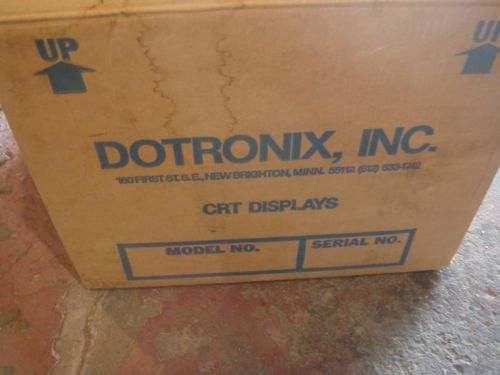 UP
UP
DOTRONIX, INC.
160 FIRST ST. S.E., NEW BRIGHTON, MINN. 55112 (612) 633-1742
CRT DISPLAYS
MODEL NO.
SERIAL NO.